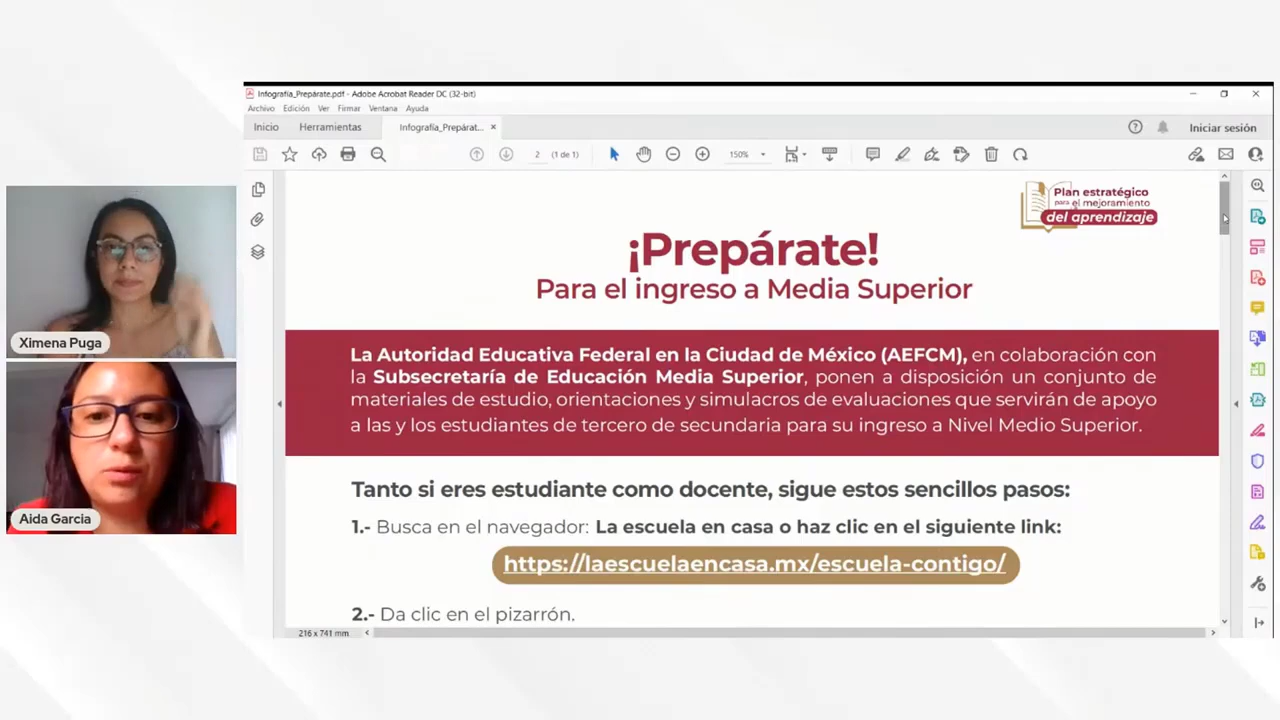 Infografía_Prepárate.pdf - Adobe Acrobat Reader DC (32-bit)
Archivo Edición Ver Firmar Ventana Ayuda
Inicio Herramientas Infografía_Prepárat... Iniciar sesión
2 (1 de 1) 150%
Plan estratégico
para el mejoramiento
del aprendizaje
¡Prepárate!
Para el ingreso a Media Superior
La Autoridad Educativa Federal en la Ciudad de México (AEFCM), en colaboración con
la Subsecretaría de Educación Media Superior, ponen a disposición un conjunto de
materiales de estudio, orientaciones y simulacros de evaluaciones que servirán de apoyo
a las y los estudiantes de tercero de secundaria para su ingreso a Nivel Medio Superior.
Tanto si eres estudiante como docente, sigue estos sencillos pasos:
1.- Busca en el navegador: La escuela en casa o haz clic en el siguiente link:
https://laescuelaencasa.mx/escuela-contigo/
2.- Da clic en el pizarrón.
216 x 741 mm
Ximena Puga
Aida Garcia